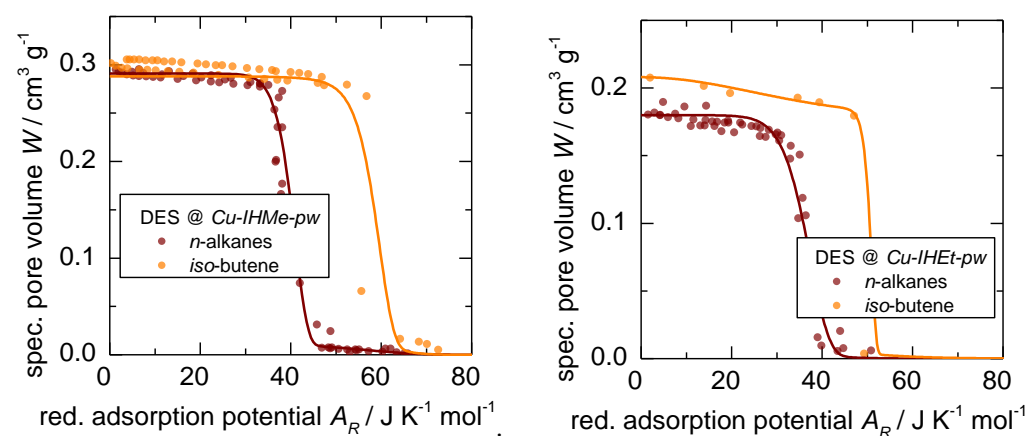 spec. pore volume W / cm³ g⁻¹
0.3
0.2
0.1
0.0
DES @ Cu-IHMe-pw
n-alkanes
iso-butene
0 20 40 60 80
red. adsorption potential A_R / J K⁻¹ mol⁻¹.
spec. pore volume W / cm³ g⁻¹
0.2
0.1
0.0
DES @ Cu-IHEt-pw
n-alkanes
iso-butene
0 20 40 60 80
red. adsorption potential A_R / J K⁻¹ mol⁻¹